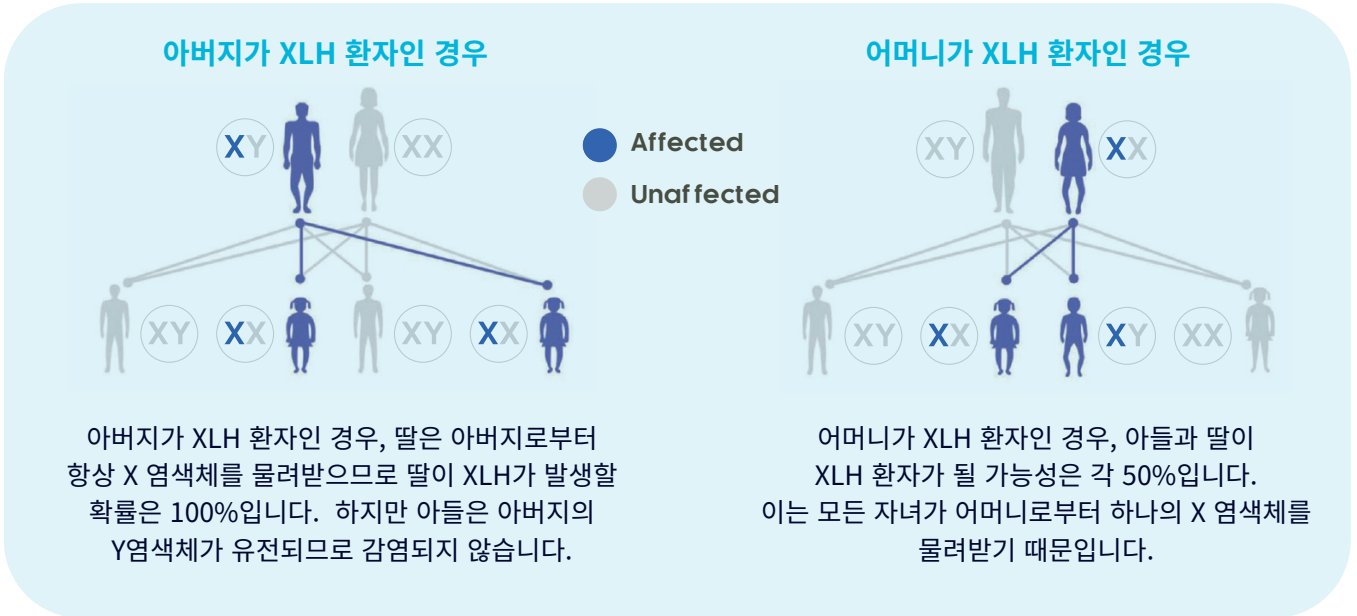 아버지가 XLH 환자인 경우
XY
XX
XY
XX
XY
XX
아버지가 XLH 환자인 경우, 딸은 아버지로부터
항상 X 염색체를 물려받으므로 딸이 XLH가 발생할
확률은 100%입니다. 하지만 아들은 아버지의
Y염색체가 유전되므로 감염되지 않습니다.
Affected
Unaffected
어머니가 XLH 환자인 경우
XY
XX
XY
XX
XY
XX
어머니가 XLH 환자인 경우, 아들과 딸이
XLH 환자가 될 가능성은 각 50%입니다.
이는 모든 자녀가 어머니로부터 하나의 X 염색체를
물려받기 때문입니다.